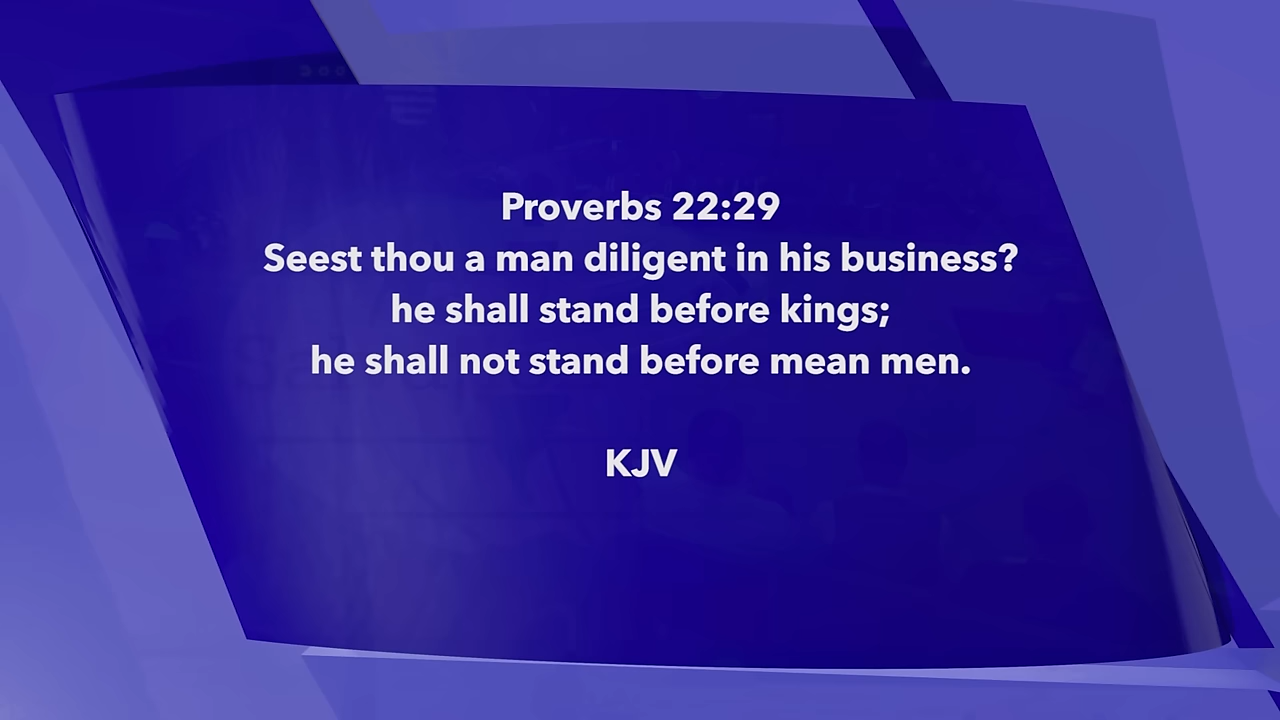 Proverbs 22:29
Seest thou a man diligent in his business?
he shall stand before kings;
he shall not stand before mean men.
KJV